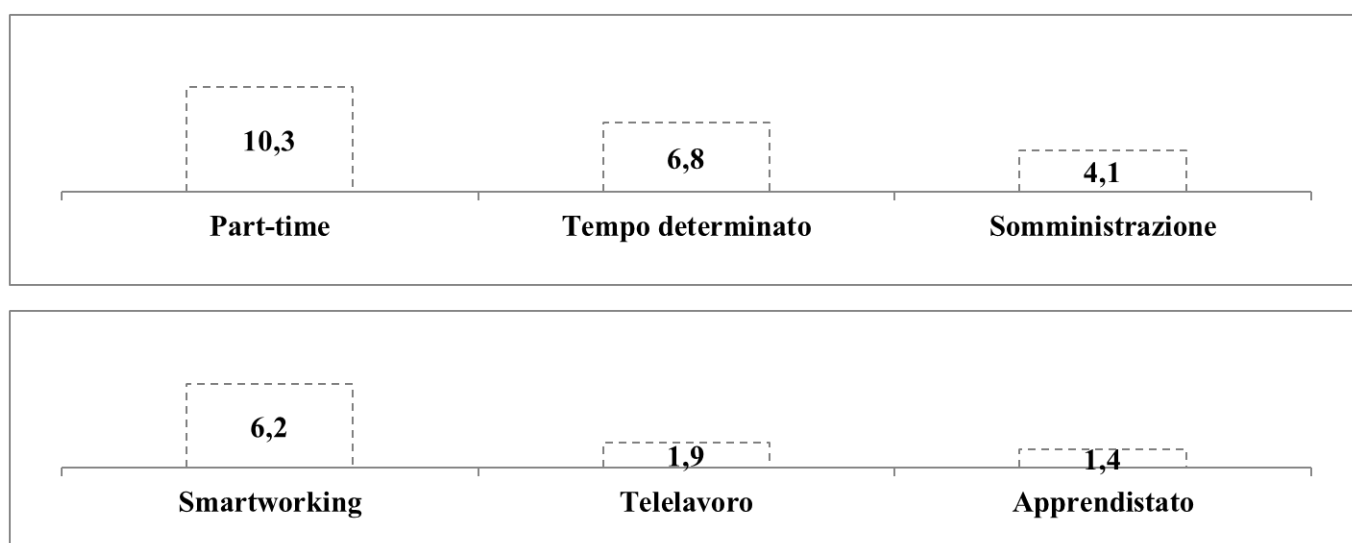 10,3
6,8
4,1
Part-time
Tempo determinato
Somministrazione
6,2
1,9
1,4
Smartworking
Telelavoro
Apprendistato